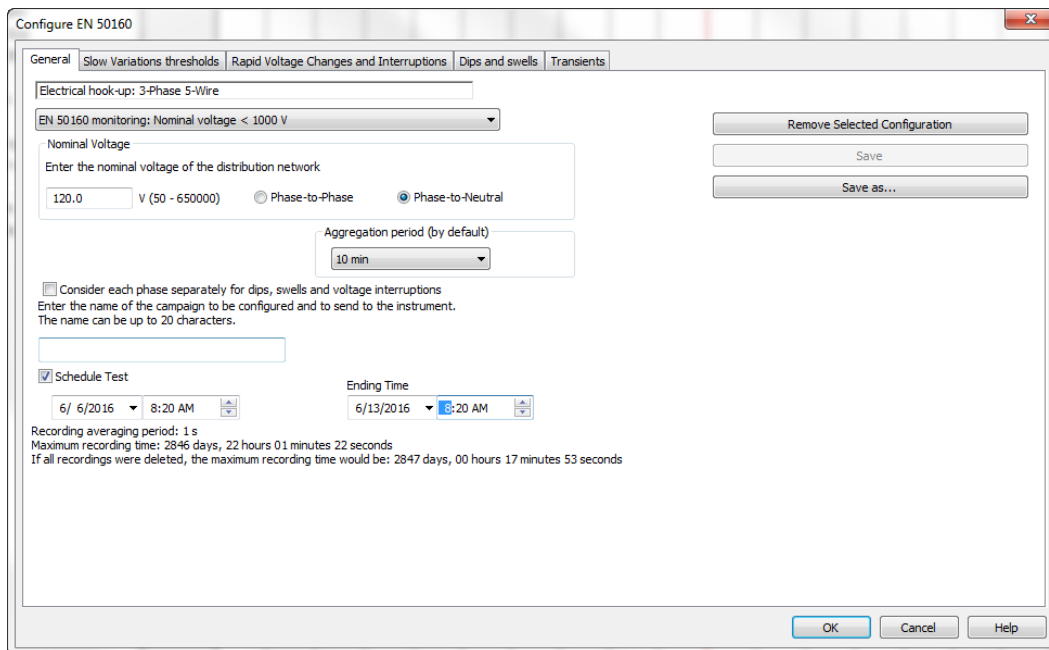 Configure EN 50160
General Slow Variations thresholds Rapid Voltage Changes and Interruptions Dips and swells Transients
Electrical hook-up: 3-Phase 5-Wire
EN 50160 monitoring: Nominal voltage < 1000 V
Remove Selected Configuration
Nominal Voltage
Save
Enter the nominal voltage of the distribution network
Save as...
120.0 V (50 - 650000) Phase-to-Phase Phase-to-Neutral
Aggregation period (by default)
10 min
Consider each phase separately for dips, swells and voltage interruptions
Enter the name of the campaign to be configured and to send to the instrument.
The name can be up to 20 characters.
Schedule Test
Ending Time
6/ 6/2016 8:20 AM 6/13/2016 8:20 AM
Recording averaging period: 1 s
Maximum recording time: 2846 days, 22 hours 01 minutes 22 seconds
If all recordings were deleted, the maximum recording time would be: 2847 days, 00 hours 17 minutes 53 seconds
OK Cancel Help